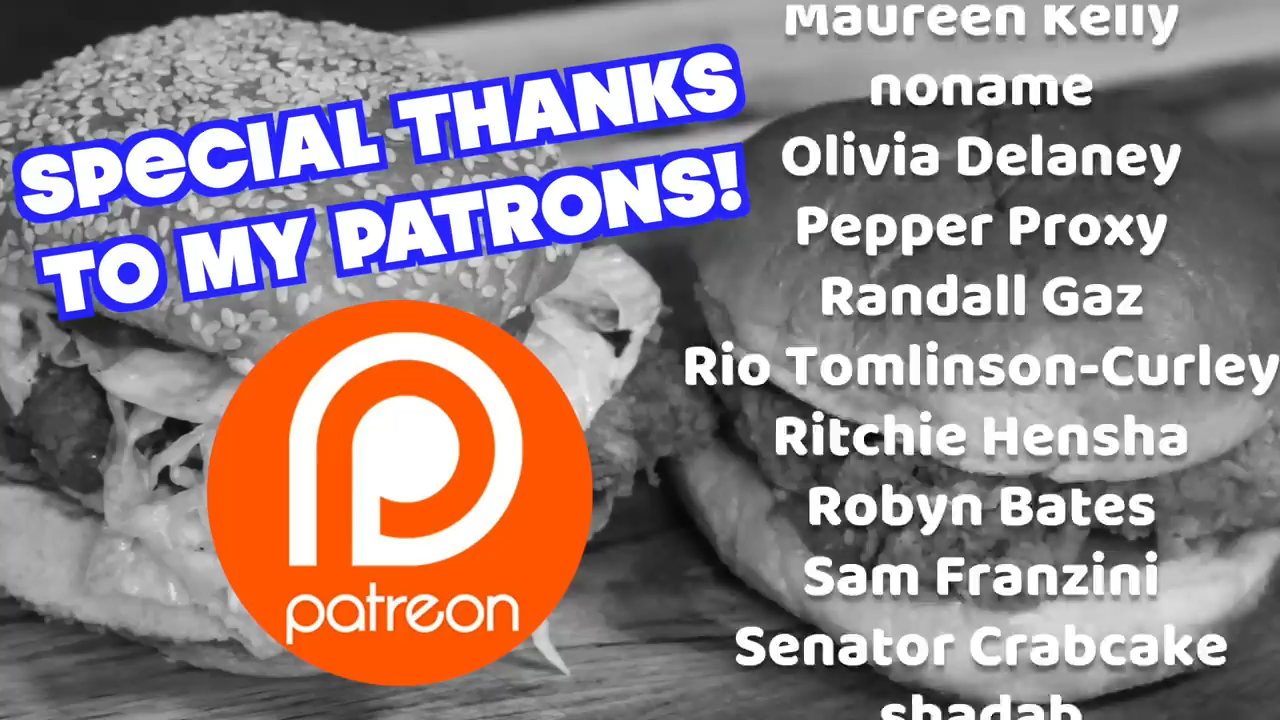 SPECIAL THANKS
TO MY PATRONS!
patreon
Maureen Kelly
noname
Olivia Delaney
Pepper Proxy
Randall Gaz
Rio Tomlinson-Curley
Ritchie Hensha
Robyn Bates
Sam Franzini
Senator Crabcake
shadab